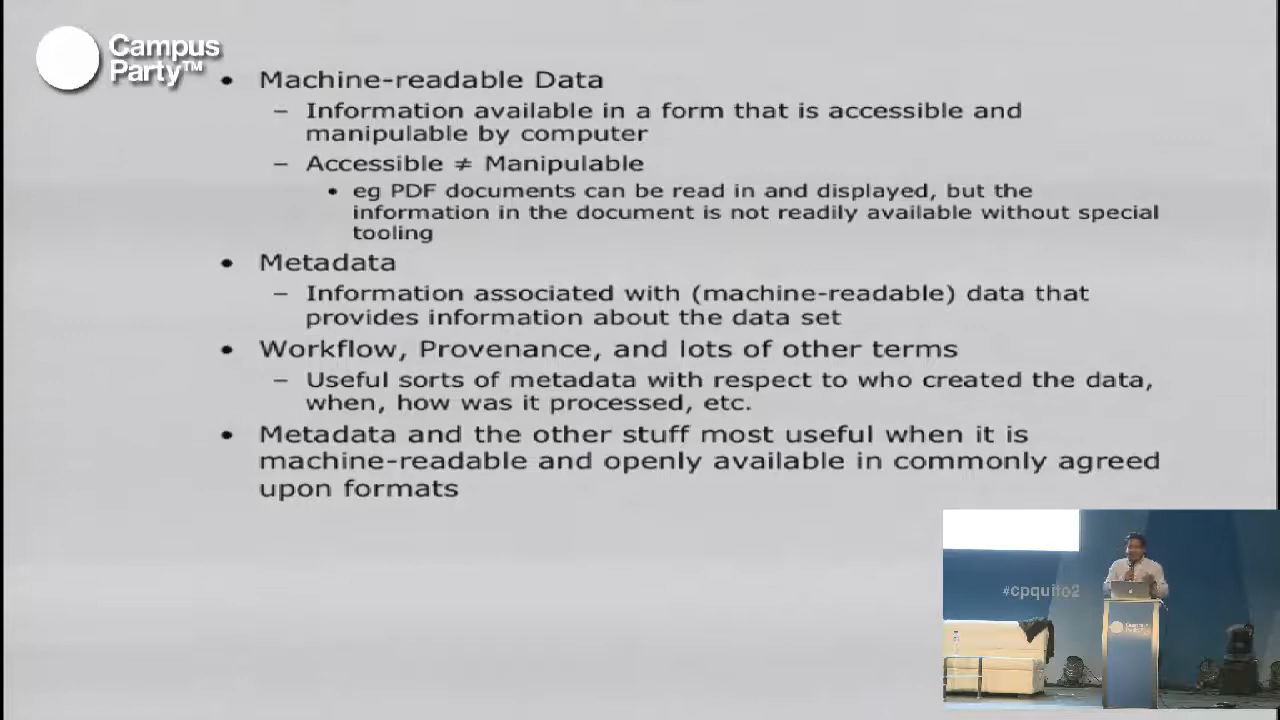 Campus
Party™
• Machine-readable Data
– Information available in a form that is accessible and
manipulable by computer
– Accessible ≠ Manipulable
• eg PDF documents can be read in and displayed, but the
information in the document is not readily available without special
tooling
• Metadata
– Information associated with (machine-readable) data that
provides information about the data set
• Workflow, Provenance, and lots of other terms
– Useful sorts of metadata with respect to who created the data,
when, how was it processed, etc.
• Metadata and the other stuff most useful when it is
machine-readable and openly available in commonly agreed
upon formats
#cpquito2
Campus
Party